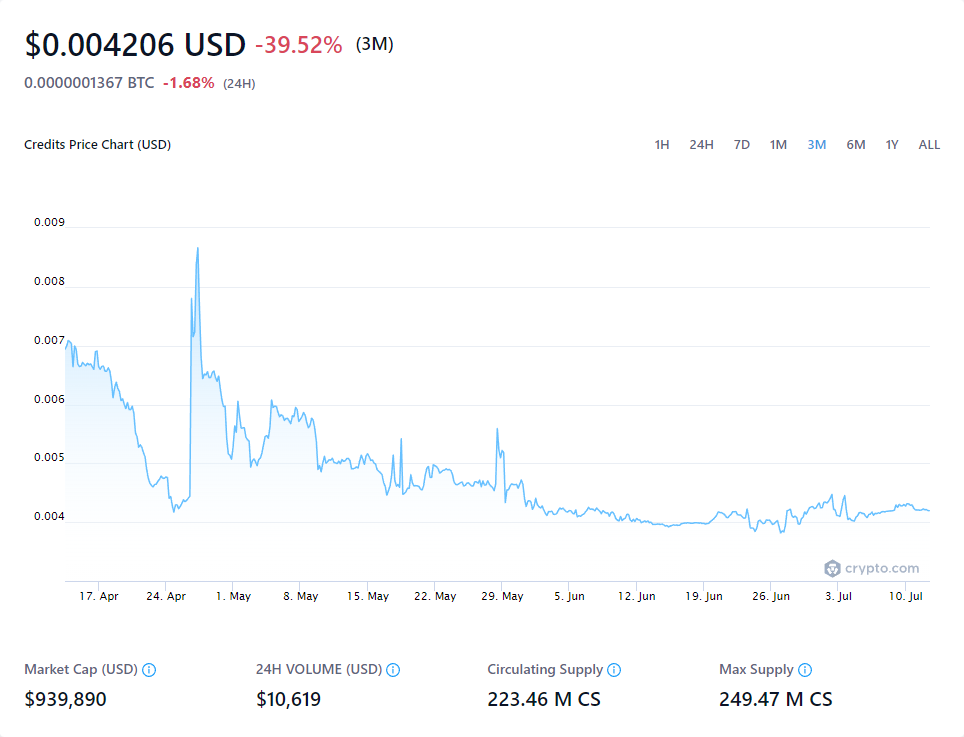 $0.004206 USD -39.52% (3M)
0.0000001367 BTC -1.68% (24H)
Credits Price Chart (USD) 1H 24H 7D 1M 3M 6M 1Y ALL
0.009
0.008
0.007
0.006
0.005
0.004
crypto.com
17. Apr 24. Apr 1. May 8. May 15. May 22. May 29. May 5. Jun 12. Jun 19. Jun 26. Jun 3. Jul 10. Jul
Market Cap (USD) 24H VOLUME (USD) Circulating Supply Max Supply
$939,890 $10,619 223.46 M CS 249.47 M CS